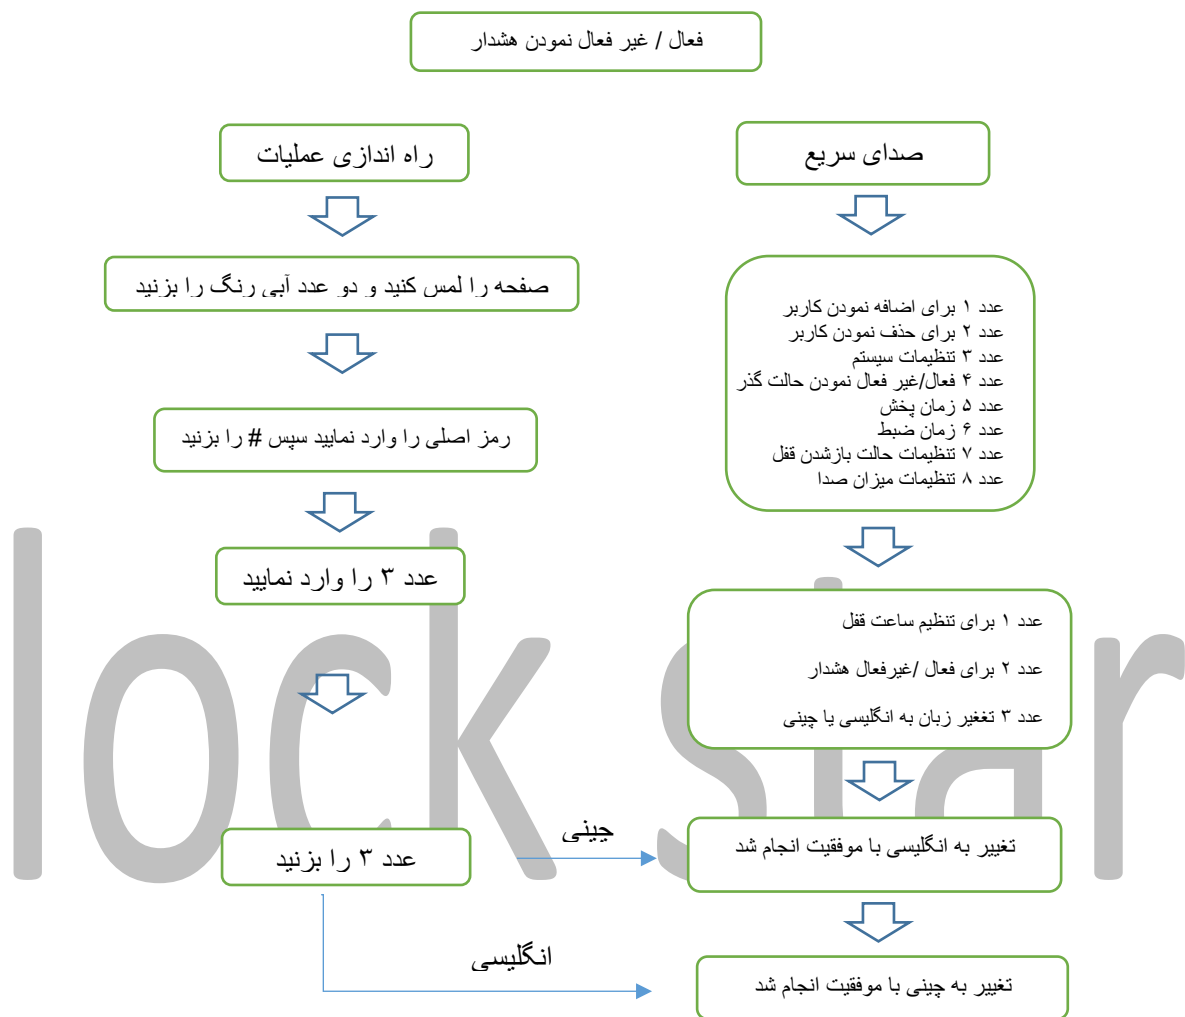 فعال / غیر فعال نمودن هشدار
صدای سریع
راه اندازی عملیات
صفحه را لمس کنید و دو عدد آبی رنگ را بزنید
عدد ۱ برای اضافه نمودن کاربر
عدد ۲ برای حذف نمودن کاربر
عدد ۳ تنظیمات سیستم
عدد ۴ فعال/غیر فعال نمودن حالت گذر
عدد ۵ زمان پخش
عدد ۶ زمان ضبط
عدد ۷ تنظیمات حالت بازشدن قفل
عدد ۸ تنظیمات میزان صدا
رمز اصلی را وارد نمایید سپس # را بزنید
عدد ۳ را وارد نمایید
عدد ۱ برای تنظیم ساعت قفل
عدد ۲ برای فعال /غیرفعال هشدار
عدد ۳ تغغیر زبان به انگلیسی یا چینی
lock star
عدد ۳ را بزنید
چینی
تغییر به انگلیسی با موفقیت انجام شد
انگلیسی
تغییر به چینی با موفقیت انجام شد